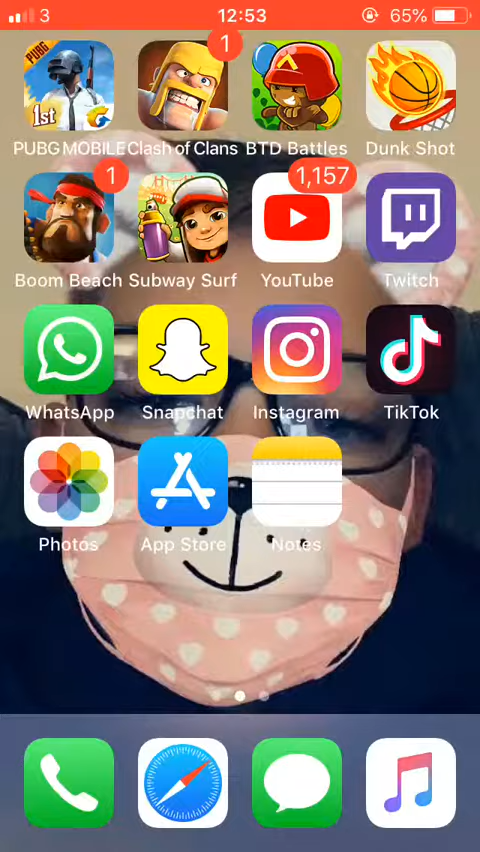 3 12:53 65%
PUBG
1st
1
PUBG MOBILE Clash of Clans BTD Battles Dunk Shot
1 1,157
Boom Beach Subway Surf YouTube Twitch
WhatsApp Snapchat Instagram TikTok
Photos App Store Notes